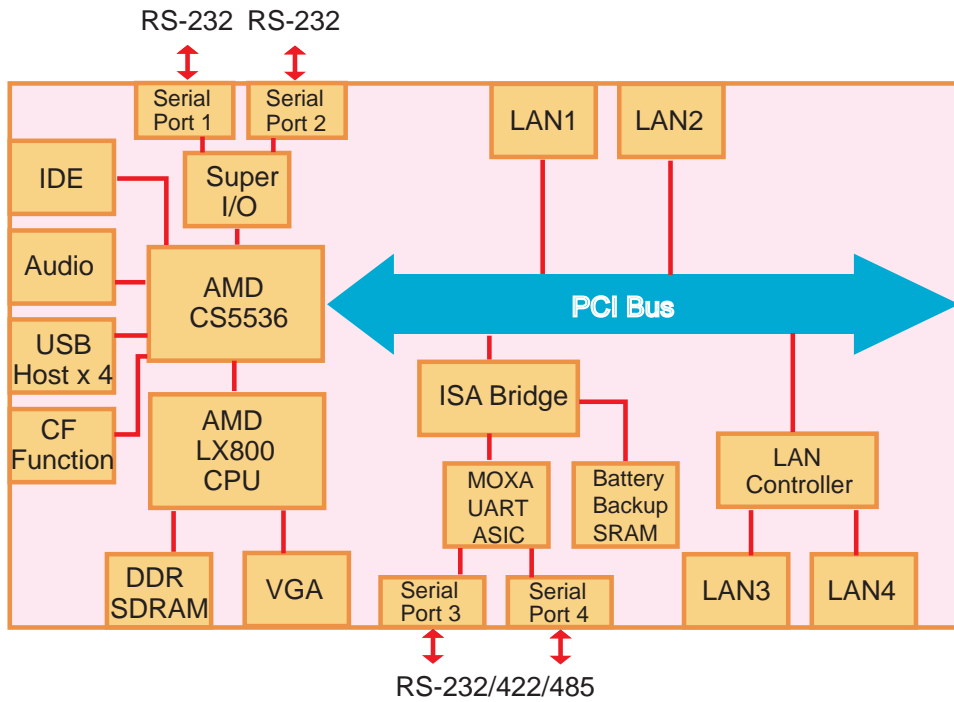 RS-232 RS-232
Serial
Port 1
Serial
Port 2
LAN1
LAN2
IDE
Super
I/O
Audio
AMD
CS5536
PCI Bus
USB
Host x 4
ISA Bridge
CF
Function
AMD
LX800
CPU
MOXA
UART
ASIC
Battery
Backup
SRAM
LAN
Controller
DDR
SDRAM
VGA
Serial
Port 3
Serial
Port 4
LAN3
LAN4
RS-232/422/485